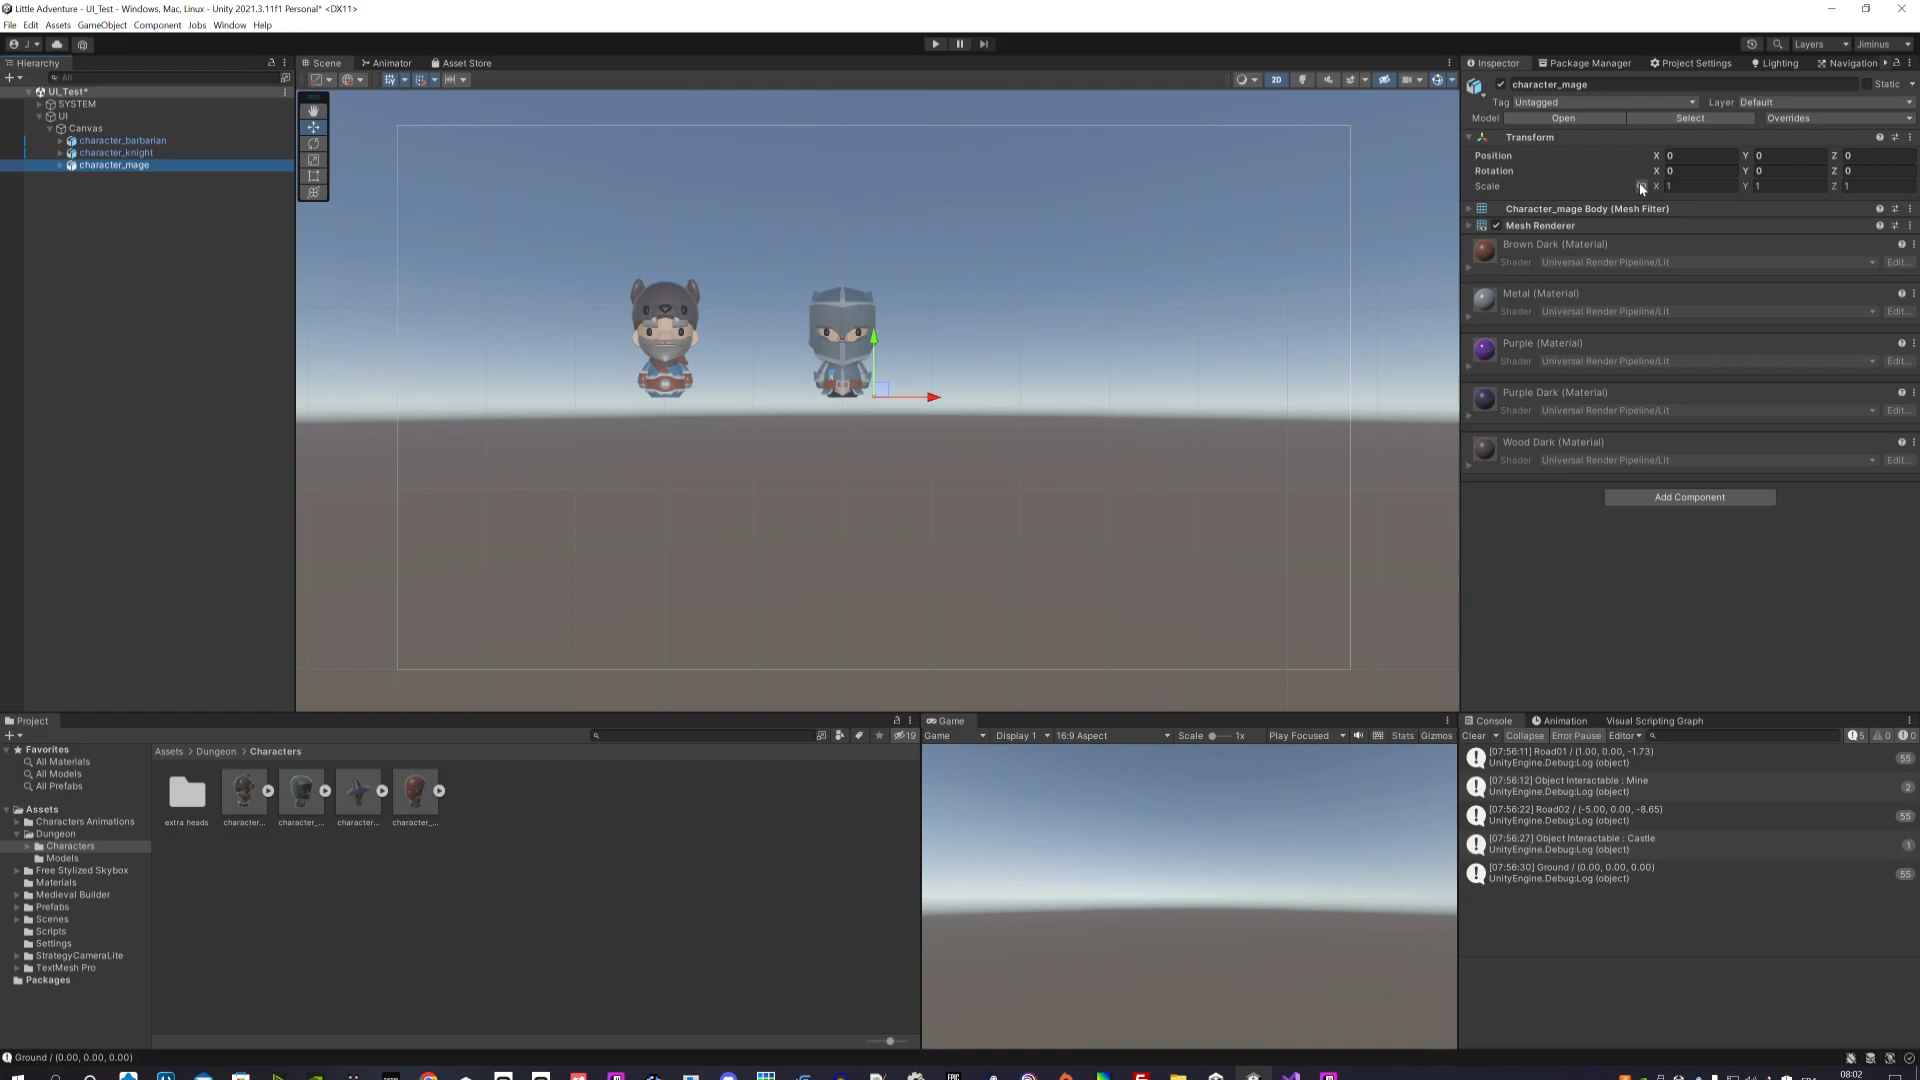 Little Adventure - UI_Test - Windows, Mac, Linux - Unity 2021.3.11f1 Personal* <DX11>
File Edit Assets GameObject Component Jobs Window Help
J
Layers Jiminus
Hierarchy
All
UI_Test*
SYSTEM
UI
Canvas
character_barbarian
character_knight
character_mage
Scene Animator Asset Store
2D
Inspector Package Manager Project Settings Lighting Navigation
character_mage Static
Tag Untagged Layer Default
Model Open Select Overrides
Transform
Position X 0 Y 0 Z 0
Rotation X 0 Y 0 Z 0
Scale X 1 Y 1 Z 1
Character_mage Body (Mesh Filter)
Mesh Renderer
Brown Dark (Material)
Shader Universal Render Pipeline/Lit Edit...
Metal (Material)
Shader Universal Render Pipeline/Lit Edit...
Purple (Material)
Shader Universal Render Pipeline/Lit Edit...
Purple Dark (Material)
Shader Universal Render Pipeline/Lit Edit...
Wood Dark (Material)
Shader Universal Render Pipeline/Lit Edit...
Add Component
Project
19
Favorites
All Materials
All Models
All Prefabs
Assets
Characters Animations
Dungeon
Characters
Models
Free Stylized Skybox
Materials
Medieval Builder
Prefabs
Scenes
Scripts
Settings
StrategyCameraLite
TextMesh Pro
Packages
Assets > Dungeon > Characters
extra heads character... character_... character... character_...
Game
Game Display 1 16:9 Aspect Scale 1x Play Focused Stats Gizmos
Console Animation Visual Scripting Graph
Clear Collapse Error Pause Editor 5 0 0
[07:56:11] Road01 / (1.00, 0.00, -1.73)
UnityEngine.Debug:Log (object)
55
[07:56:12] Object Interactable : Mine
UnityEngine.Debug:Log (object)
2
[07:56:22] Road02 / (-5.00, 0.00, -8.65)
UnityEngine.Debug:Log (object)
55
[07:56:27] Object Interactable : Castle
UnityEngine.Debug:Log (object)
1
[07:56:30] Ground / (0.00, 0.00, 0.00)
UnityEngine.Debug:Log (object)
55
Ground / (0.00, 0.00, 0.00)
08:02